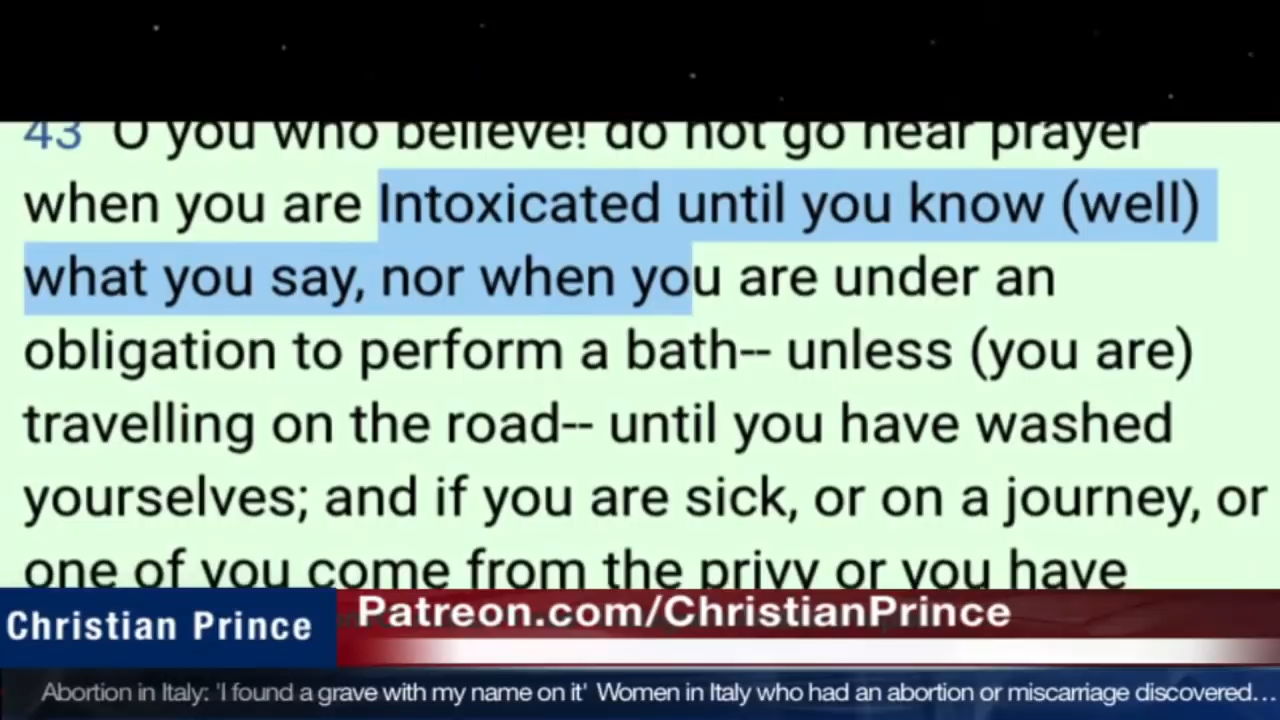 43 O you who believe! do not go near prayer
when you are Intoxicated until you know (well)
what you say, nor when you are under an
obligation to perform a bath-- unless (you are)
travelling on the road-- until you have washed
yourselves; and if you are sick, or on a journey, or
one of you come from the privy or you have
Christian Prince
Patreon.com/ChristianPrince
Abortion in Italy: 'I found a grave with my name on it' Women in Italy who had an abortion or miscarriage discovered...